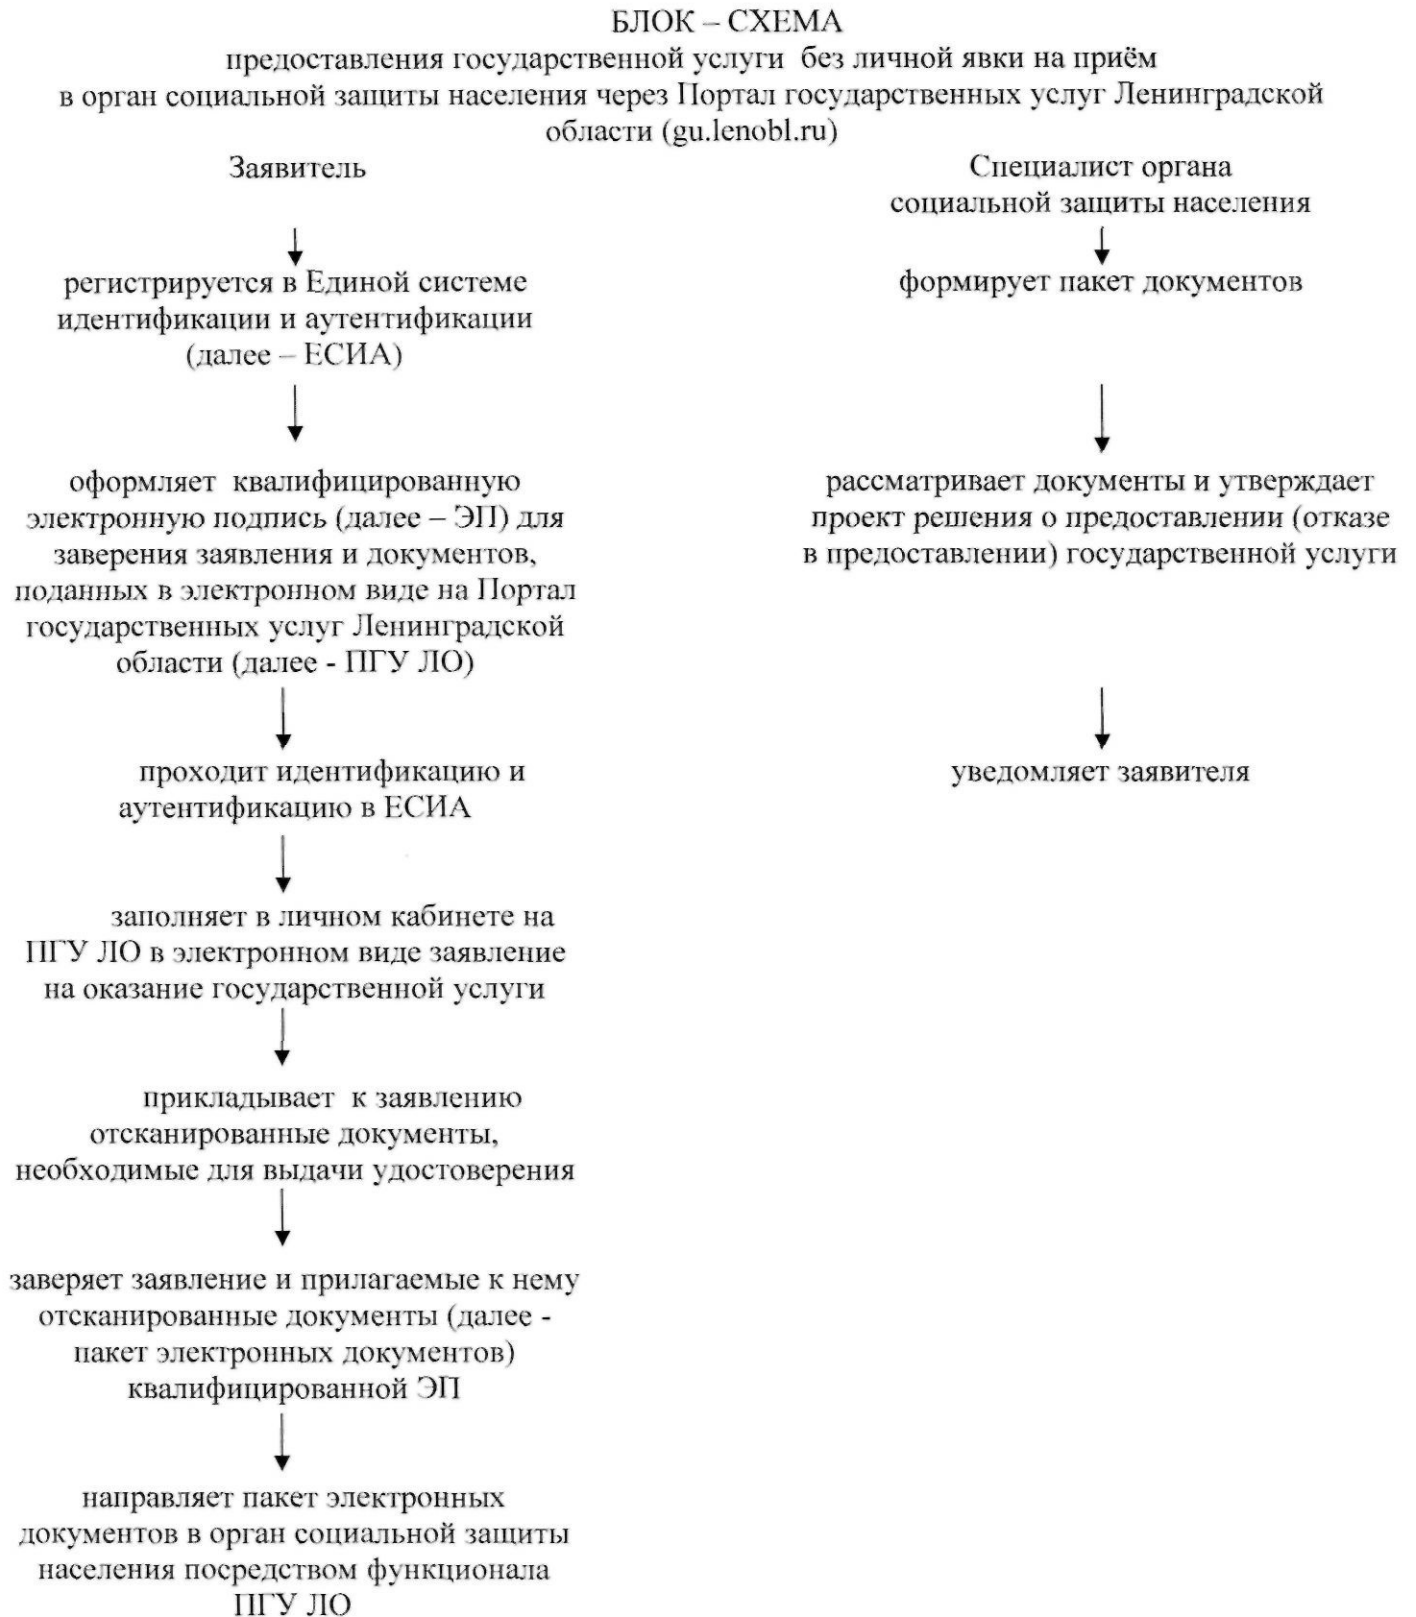 БЛОК – СХЕМА
предоставления государственной услуги без личной явки на приём
в орган социальной защиты населения через Портал государственных услуг Ленинградской
области (gu.lenobl.ru)
Заявитель
регистрируется в Единой системе
идентификации и аутентификации
(далее – ЕСИА)
оформляет квалифицированную
электронную подпись (далее – ЭП) для
заверения заявления и документов,
поданных в электронном виде на Портал
государственных услуг Ленинградской
области (далее - ПГУ ЛО)
проходит идентификацию и
аутентификацию в ЕСИА
заполняет в личном кабинете на
ПГУ ЛО в электронном виде заявление
на оказание государственной услуги
прикладывает к заявлению
отсканированные документы,
необходимые для выдачи удостоверения
заверяет заявление и прилагаемые к нему
отсканированные документы (далее -
пакет электронных документов)
квалифицированной ЭП
направляет пакет электронных
документов в орган социальной защиты
населения посредством функционала
ПГУ ЛО
Специалист органа
социальной защиты населения
формирует пакет документов
рассматривает документы и утверждает
проект решения о предоставлении (отказе
в предоставлении) государственной услуги
уведомляет заявителя